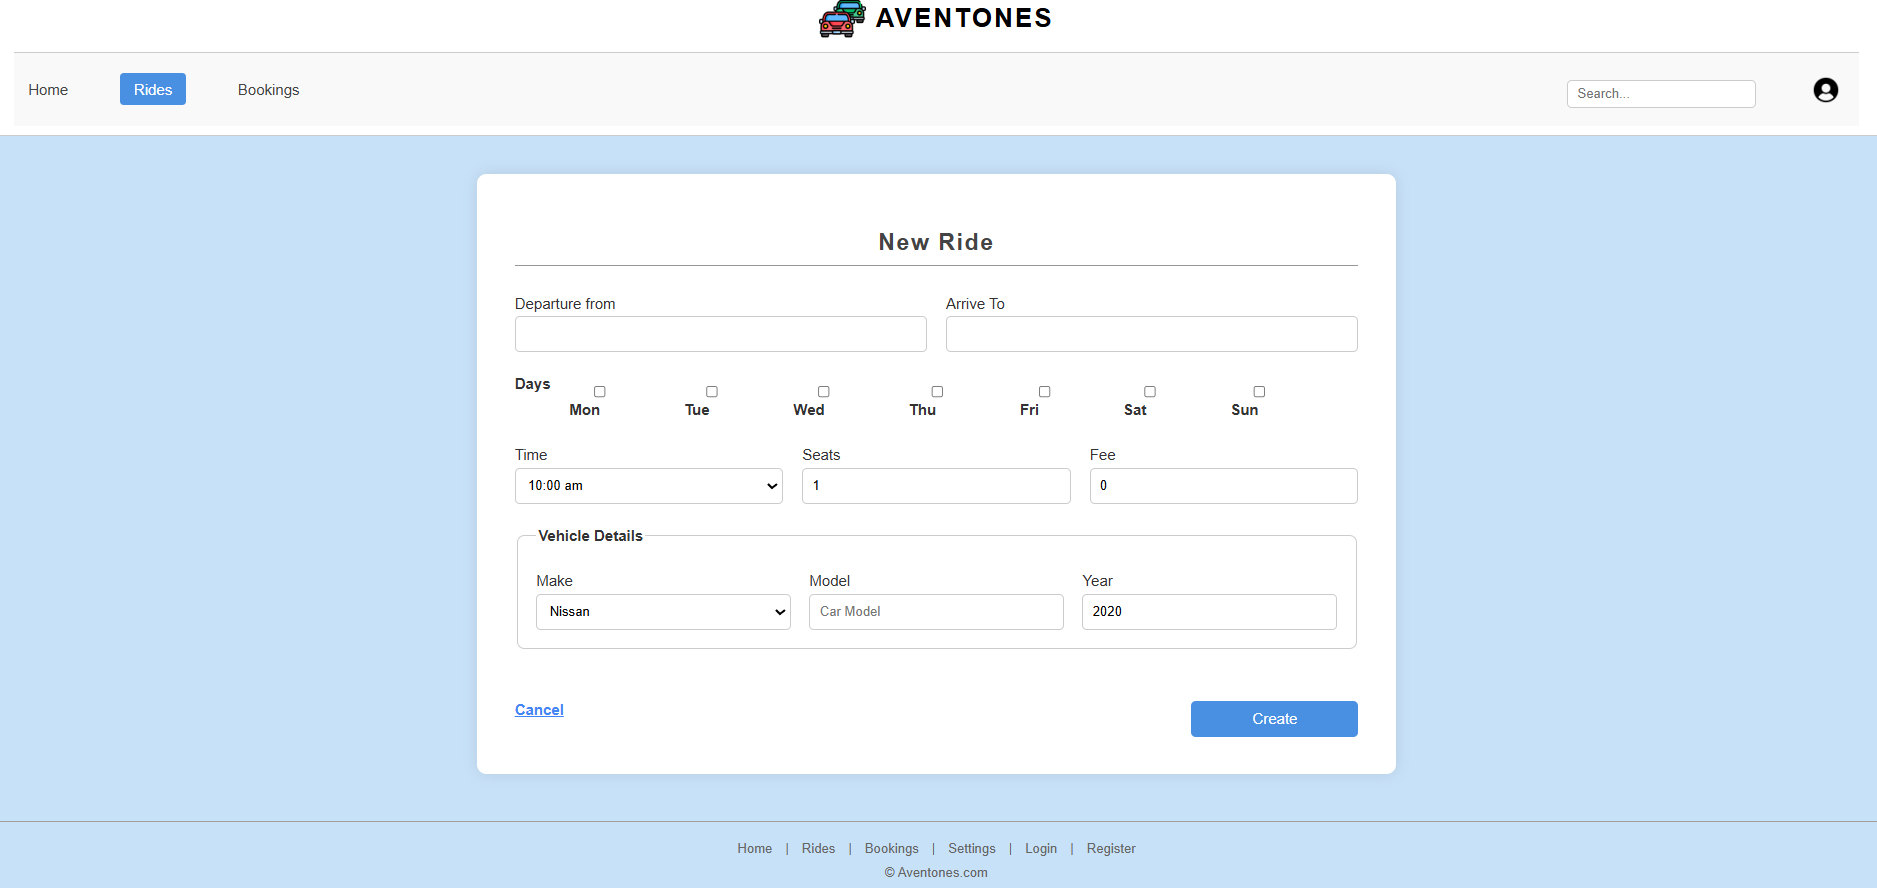 AVENTONES
Home Rides Bookings Search...
New Ride
Departure from Arrive To
Days
Mon Tue Wed Thu Fri Sat Sun
Time Seats Fee
10:00 am 1 0
Vehicle Details
Make Model Year
Nissan Car Model 2020
Cancel Create
Home | Rides | Bookings | Settings | Login | Register
© Aventones.com